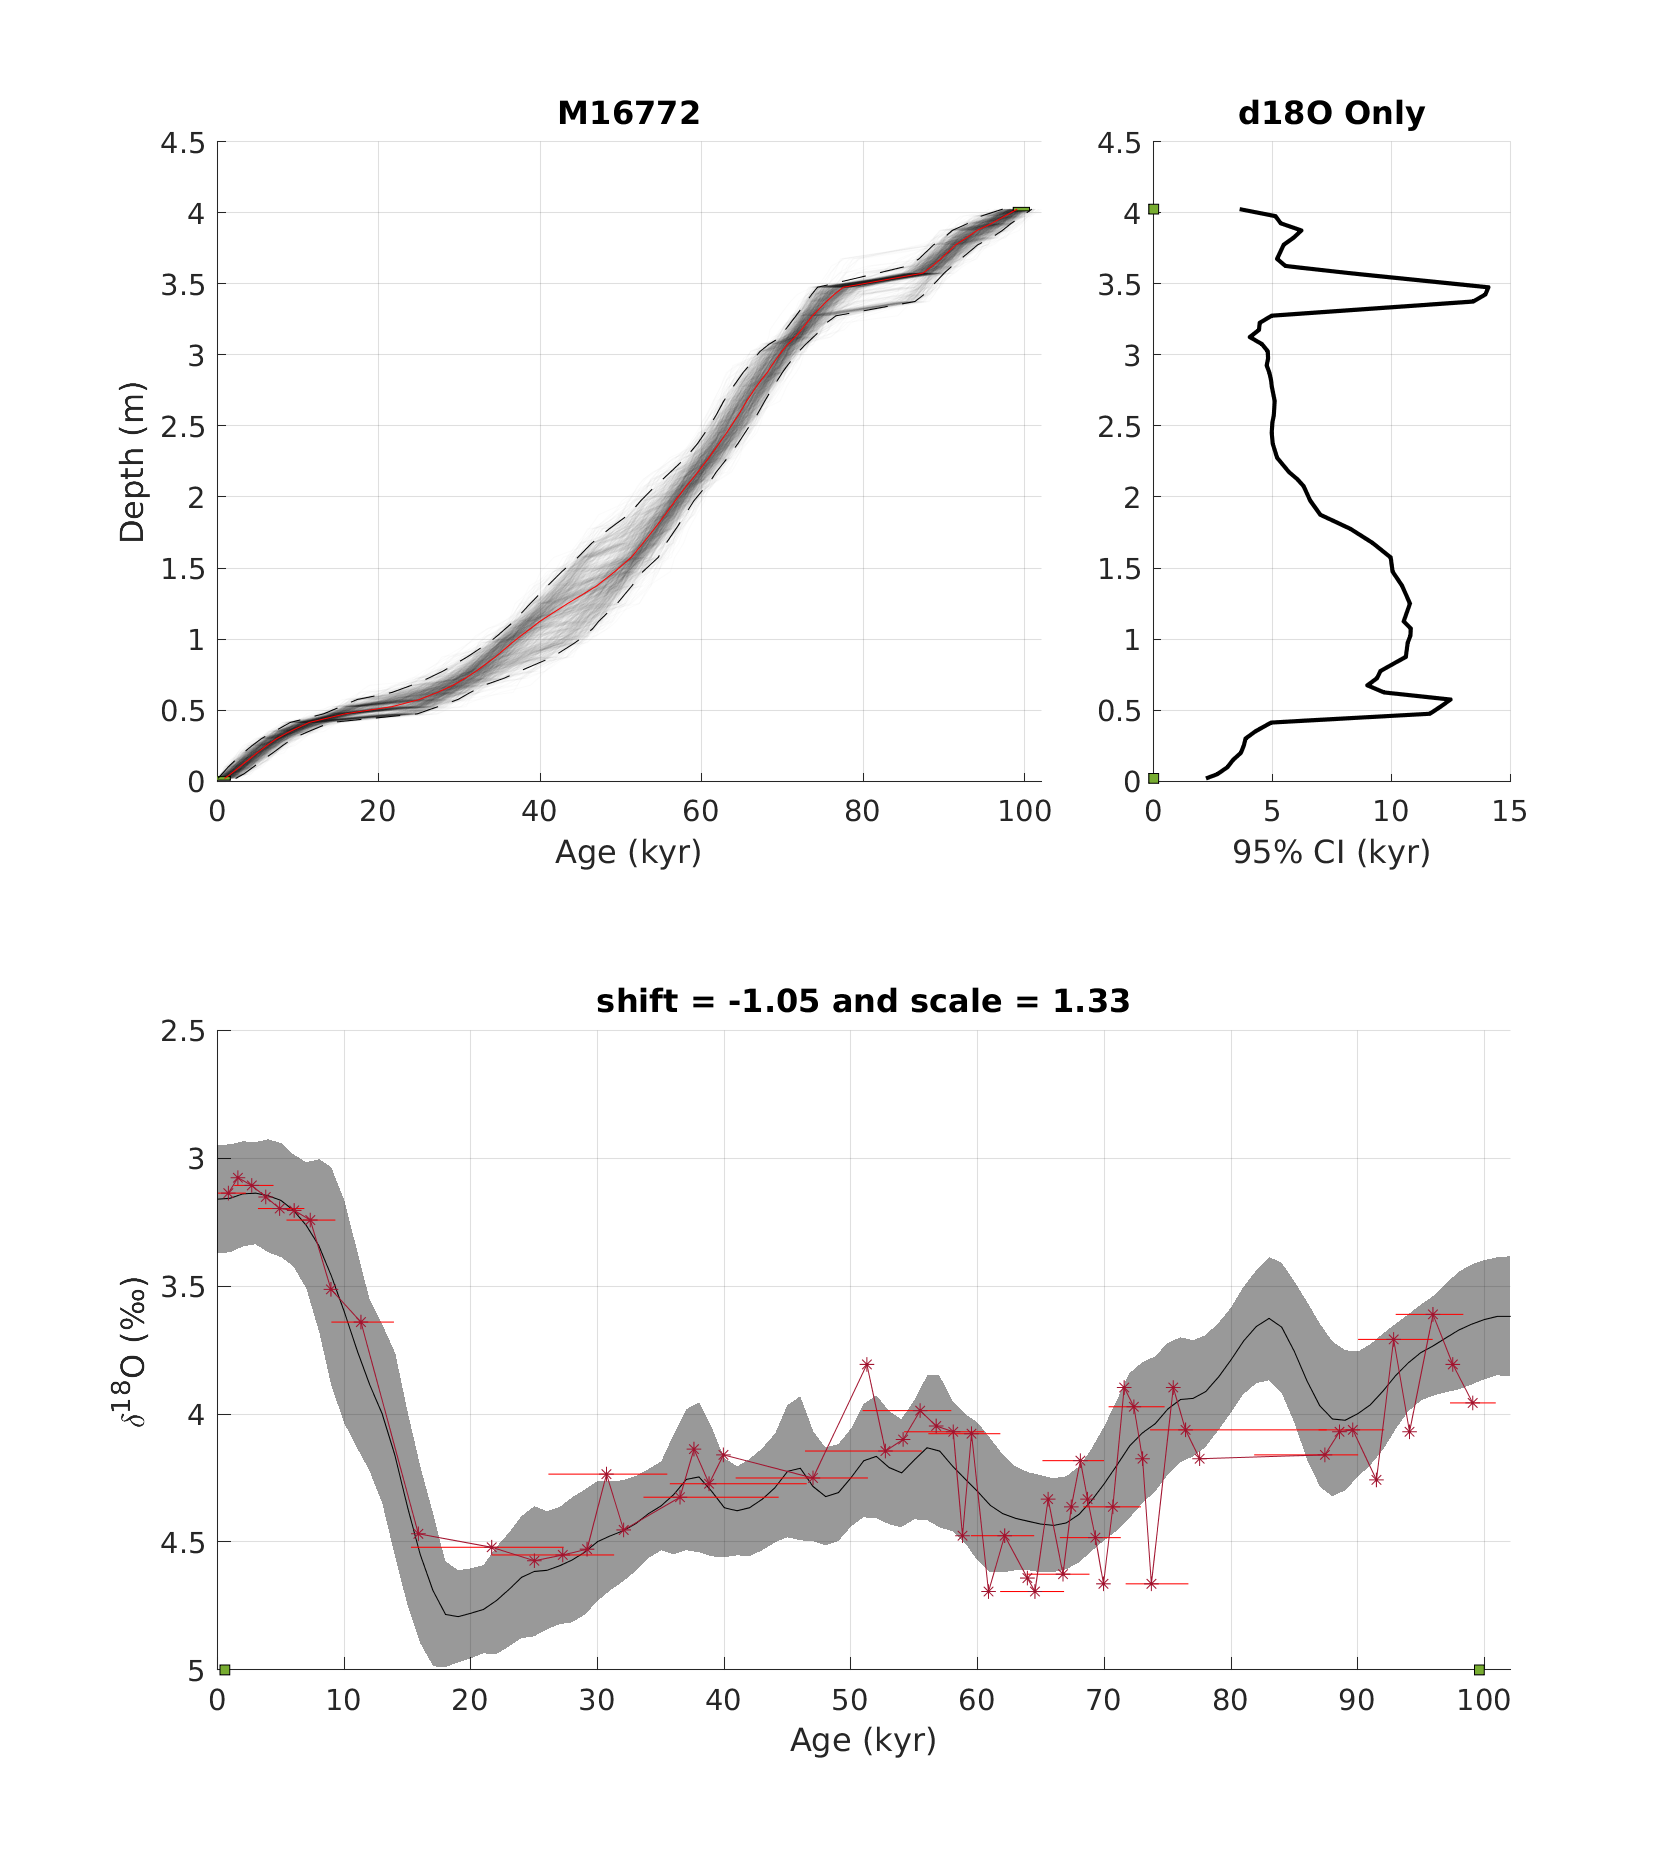 M16772
d18O Only
4.5
4
3.5
3
2.5
2
1.5
1
0.5
0
Depth (m)
0 20 40 60 80 100
Age (kyr)
4.5
4
3.5
3
2.5
2
1.5
1
0.5
0
0 5 10 15
95% CI (kyr)
shift = -1.05 and scale = 1.33
2.5
3
3.5
4
4.5
5
δ18O (‰)
0 10 20 30 40 50 60 70 80 90 100
Age (kyr)